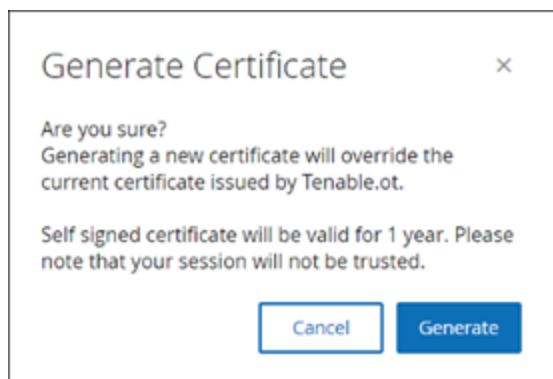 Generate Certificate ×
Are you sure?
Generating a new certificate will override the
current certificate issued by Tenable.ot.
Self signed certificate will be valid for 1 year. Please
note that your session will not be trusted.
Cancel Generate